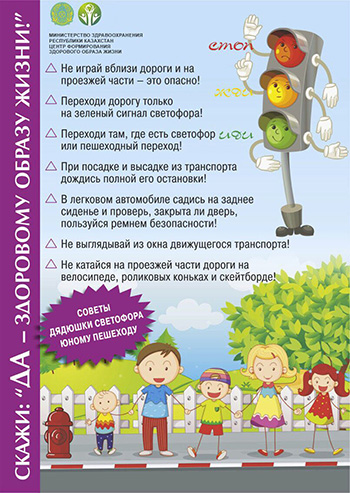 МИНИСТЕРСТВО ЗДРАВООХРАНЕНИЯ
РЕСПУБЛИКИ КАЗАХСТАН
ЦЕНТР ФОРМИРОВАНИЯ
ЗДОРОВОГО ОБРАЗА ЖИЗНИ
СКАЖИ: "ДА – ЗДОРОВОМУ ОБРАЗУ ЖИЗНИ!"
стоп
жди
иди
Не играй вблизи дороги и на
проезжей части – это опасно!
Переходи дорогу только
на зеленый сигнал светофора!
Переходи там, где есть светофор
или пешеходный переход!
При посадке и высадке из транспорта
дождись полной его остановки!
В легковом автомобиле садись на заднее
сиденье и проверь, закрыта ли дверь,
пользуйся ремнем безопасности!
Не выглядывай из окна движущегося транспорта!
Не катайся на проезжей части дороги на
велосипеде, роликовых коньках и скейтборде!
СОВЕТЫ
ДЯДЮШКИ СВЕТОФОРА
ЮНОМУ ПЕШЕХОДУ